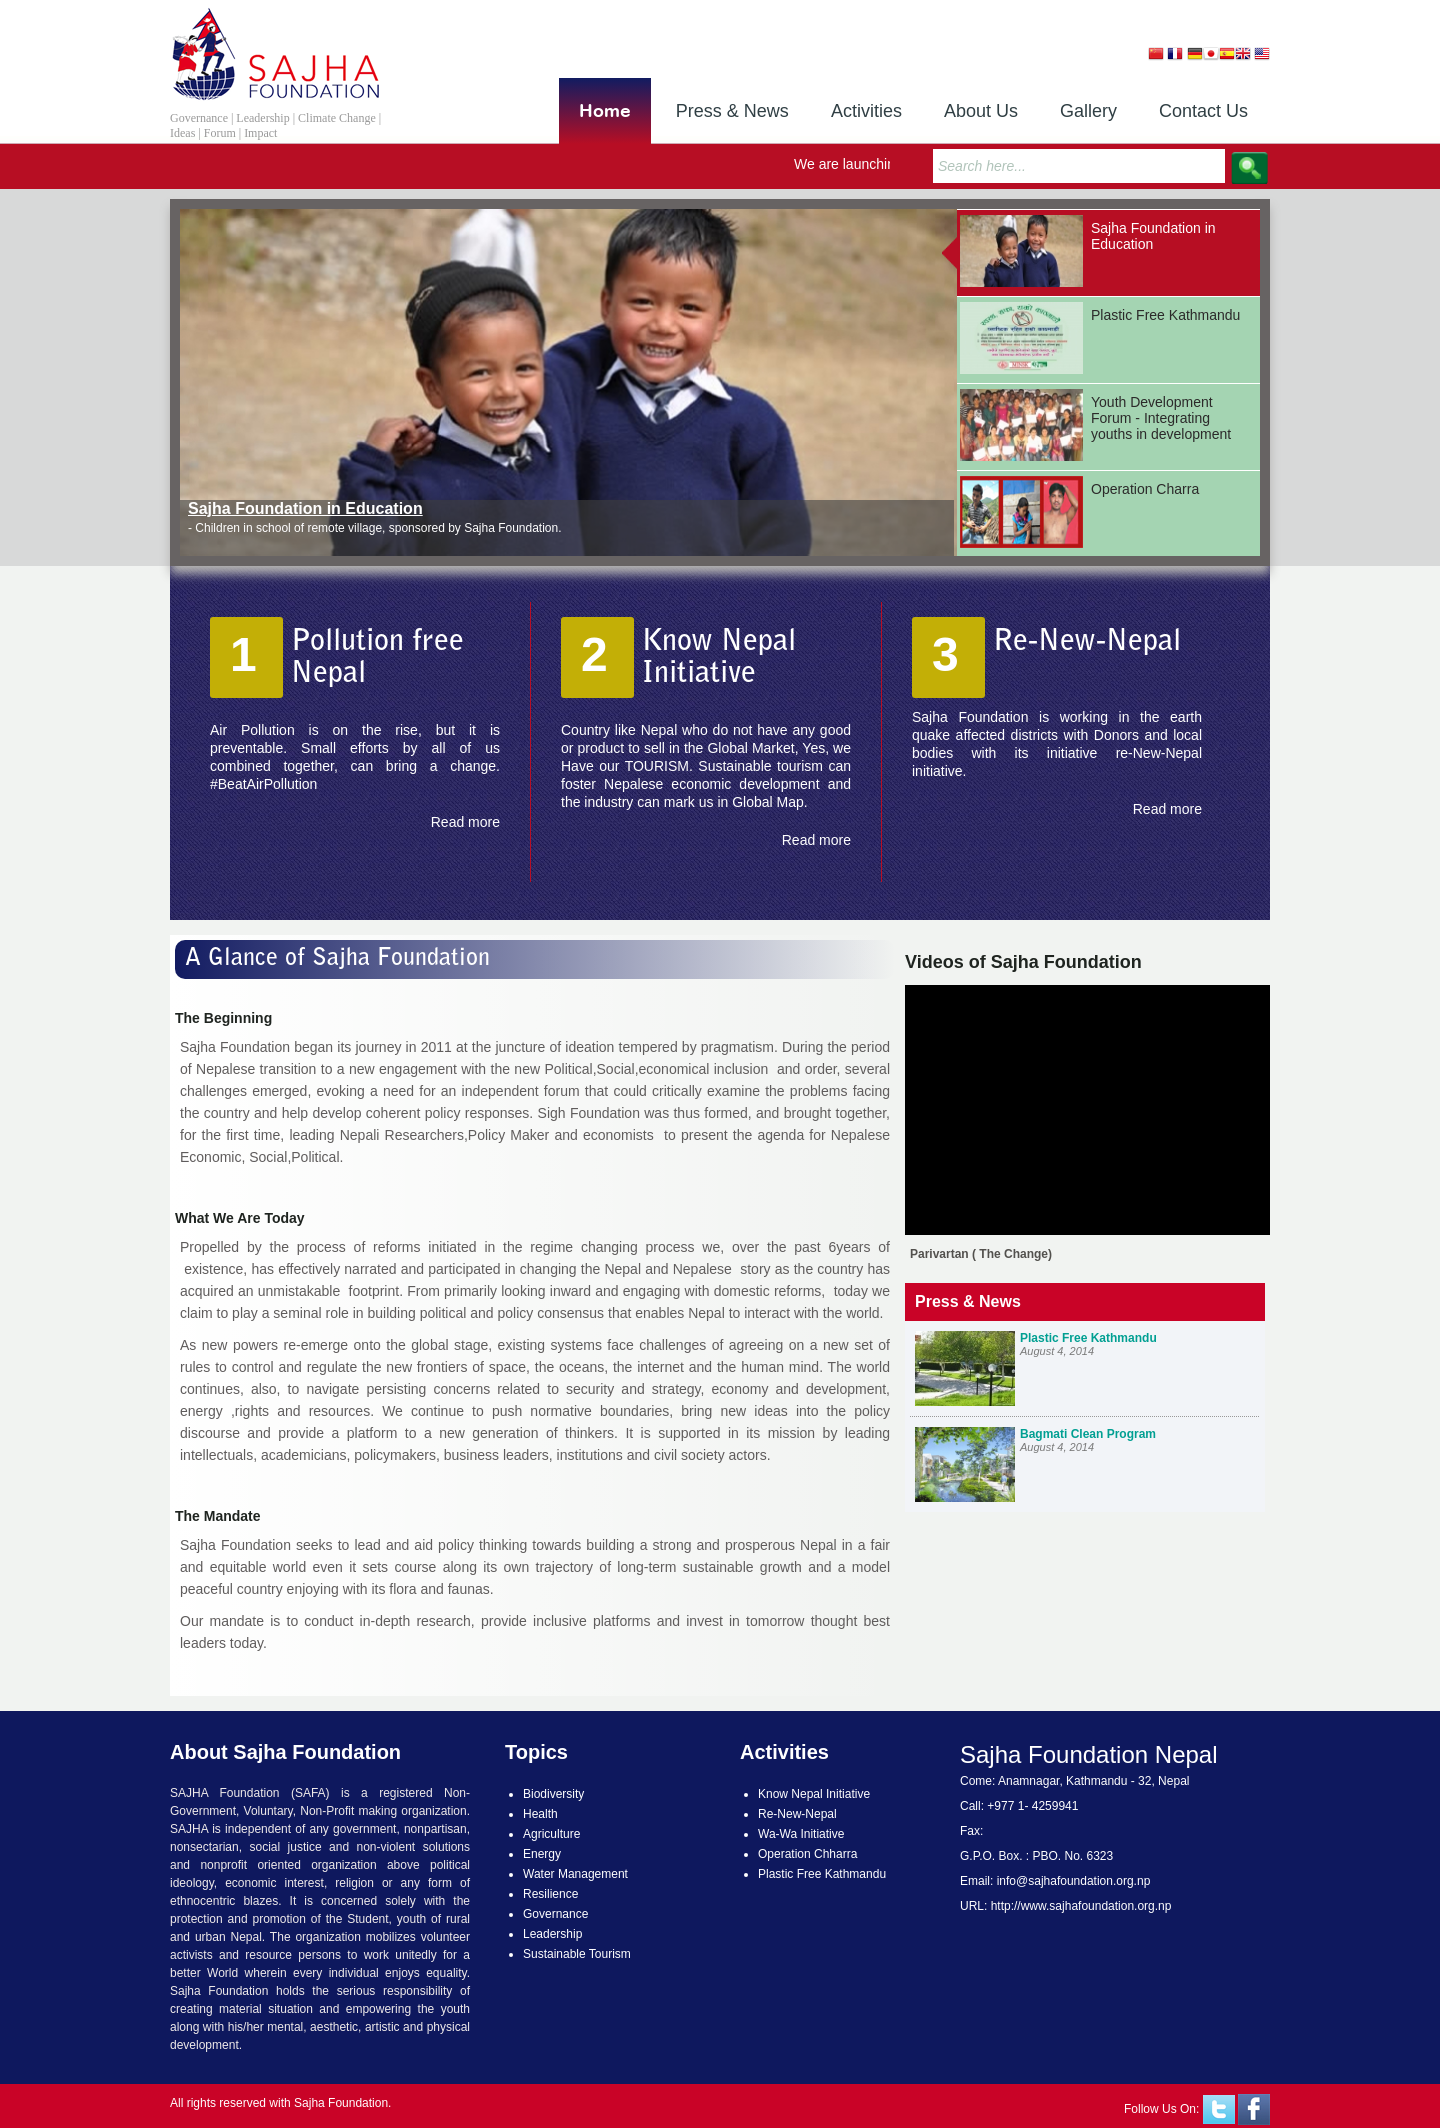 SAJHA
FOUNDATION
Governance | Leadership | Climate Change |
Ideas | Forum | Impact
Home
Press & News
Activities
About Us
Gallery
Contact Us
We are launchin
Search here...
Sajha Foundation in Education
- Children in school of remote village, sponsored by Sajha Foundation.
Sajha Foundation in
Education
Plastic Free Kathmandu
Youth Development
Forum - Integrating
youths in development
Operation Charra
1
Pollution free
Nepal
Air Pollution is on the rise, but it is
preventable. Small efforts by all of us
combined together, can bring a change.
#BeatAirPollution
Read more
2
Know Nepal
Initiative
Country like Nepal who do not have any good
or product to sell in the Global Market, Yes, we
Have our TOURISM. Sustainable tourism can
foster Nepalese economic development and
the industry can mark us in Global Map.
Read more
3
Re-New-Nepal
Sajha Foundation is working in the earth
quake affected districts with Donors and local
bodies with its initiative re-New-Nepal
initiative.
Read more
A Glance of Sajha Foundation
The Beginning
Sajha Foundation began its journey in 2011 at the juncture of ideation tempered by pragmatism. During the period
of Nepalese transition to a new engagement with the new Political,Social,economical inclusion  and order, several
challenges emerged, evoking a need for an independent forum that could critically examine the problems facing
the country and help develop coherent policy responses. Sigh Foundation was thus formed, and brought together,
for the first time, leading Nepali Researchers,Policy Maker and economists  to present the agenda for Nepalese
Economic, Social,Political.
What We Are Today
Propelled by the process of reforms initiated in the regime changing process we, over the past 6years of
existence, has effectively narrated and participated in changing the Nepal and Nepalese  story as the country has
acquired an unmistakable  footprint. From primarily looking inward and engaging with domestic reforms,  today we
claim to play a seminal role in building political and policy consensus that enables Nepal to interact with the world.
As new powers re-emerge onto the global stage, existing systems face challenges of agreeing on a new set of
rules to control and regulate the new frontiers of space, the oceans, the internet and the human mind. The world
continues, also, to navigate persisting concerns related to security and strategy, economy and development,
energy ,rights and resources. We continue to push normative boundaries, bring new ideas into the policy
discourse and provide a platform to a new generation of thinkers. It is supported in its mission by leading
intellectuals, academicians, policymakers, business leaders, institutions and civil society actors.
The Mandate
Sajha Foundation seeks to lead and aid policy thinking towards building a strong and prosperous Nepal in a fair
and equitable world even it sets course along its own trajectory of long-term sustainable growth and a model
peaceful country enjoying with its flora and faunas.
Our mandate is to conduct in-depth research, provide inclusive platforms and invest in tomorrow thought best
leaders today.
Videos of Sajha Foundation
Parivartan ( The Change)
Press & News
Plastic Free Kathmandu
August 4, 2014
Bagmati Clean Program
August 4, 2014
About Sajha Foundation
SAJHA Foundation (SAFA) is a registered Non-
Government, Voluntary, Non-Profit making organization.
SAJHA is independent of any government, nonpartisan,
nonsectarian, social justice and non-violent solutions
and nonprofit oriented organization above political
ideology, economic interest, religion or any form of
ethnocentric blazes. It is concerned solely with the
protection and promotion of the Student, youth of rural
and urban Nepal. The organization mobilizes volunteer
activists and resource persons to work unitedly for a
better World wherein every individual enjoys equality.
Sajha Foundation holds the serious responsibility of
creating material situation and empowering the youth
along with his/her mental, aesthetic, artistic and physical
development.
Topics
Biodiversity
Health
Agriculture
Energy
Water Management
Resilience
Governance
Leadership
Sustainable Tourism
Activities
Know Nepal Initiative
Re-New-Nepal
Wa-Wa Initiative
Operation Chharra
Plastic Free Kathmandu
Sajha Foundation Nepal
Come: Anamnagar, Kathmandu - 32, Nepal
Call: +977 1- 4259941
Fax:
G.P.O. Box. : PBO. No. 6323
Email: info@sajhafoundation.org.np
URL: http://www.sajhafoundation.org.np
All rights reserved with Sajha Foundation.
Follow Us On: